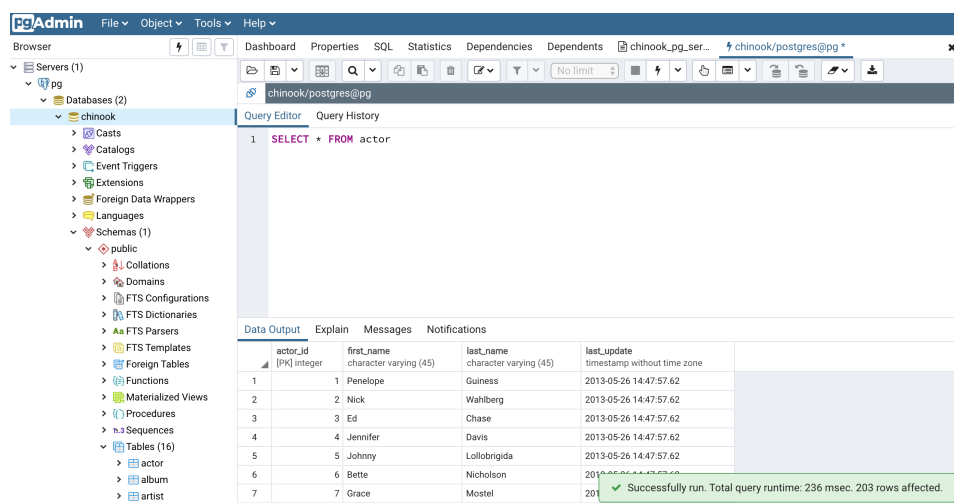 pgAdmin File Object Tools Help
Browser
Dashboard Properties SQL Statistics Dependencies Dependents chinook_pg_ser... chinook/postgres@pg *
No limit
chinook/postgres@pg
Query Editor Query History
1 SELECT * FROM actor
Servers (1)
pg
Databases (2)
chinook
Casts
Catalogs
Event Triggers
Extensions
Foreign Data Wrappers
Languages
Schemas (1)
public
Collations
Domains
FTS Configurations
FTS Dictionaries
Aa FTS Parsers
FTS Templates
Foreign Tables
Functions
Materialized Views
Procedures
1..3 Sequences
Tables (16)
actor
album
artist
Data Output Explain Messages Notifications
actor_id first_name last_name last_update
[PK] integer character varying (45) character varying (45) timestamp without time zone
1 1 Penelope Guiness 2013-05-26 14:47:57.62
2 2 Nick Wahlberg 2013-05-26 14:47:57.62
3 3 Ed Chase 2013-05-26 14:47:57.62
4 4 Jennifer Davis 2013-05-26 14:47:57.62
5 5 Johnny Lollobrigida 2013-05-26 14:47:57.62
6 6 Bette Nicholson
7 7 Grace Mostel
Successfully run. Total query runtime: 236 msec. 203 rows affected.